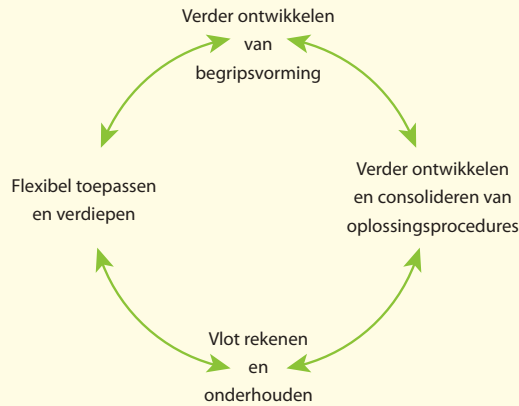 Verder ontwikkelen
van
begripsvorming
Flexibel toepassen
en verdiepen
Verder ontwikkelen
en consolideren van
oplossingsprocedures
Vlot rekenen
en
onderhouden